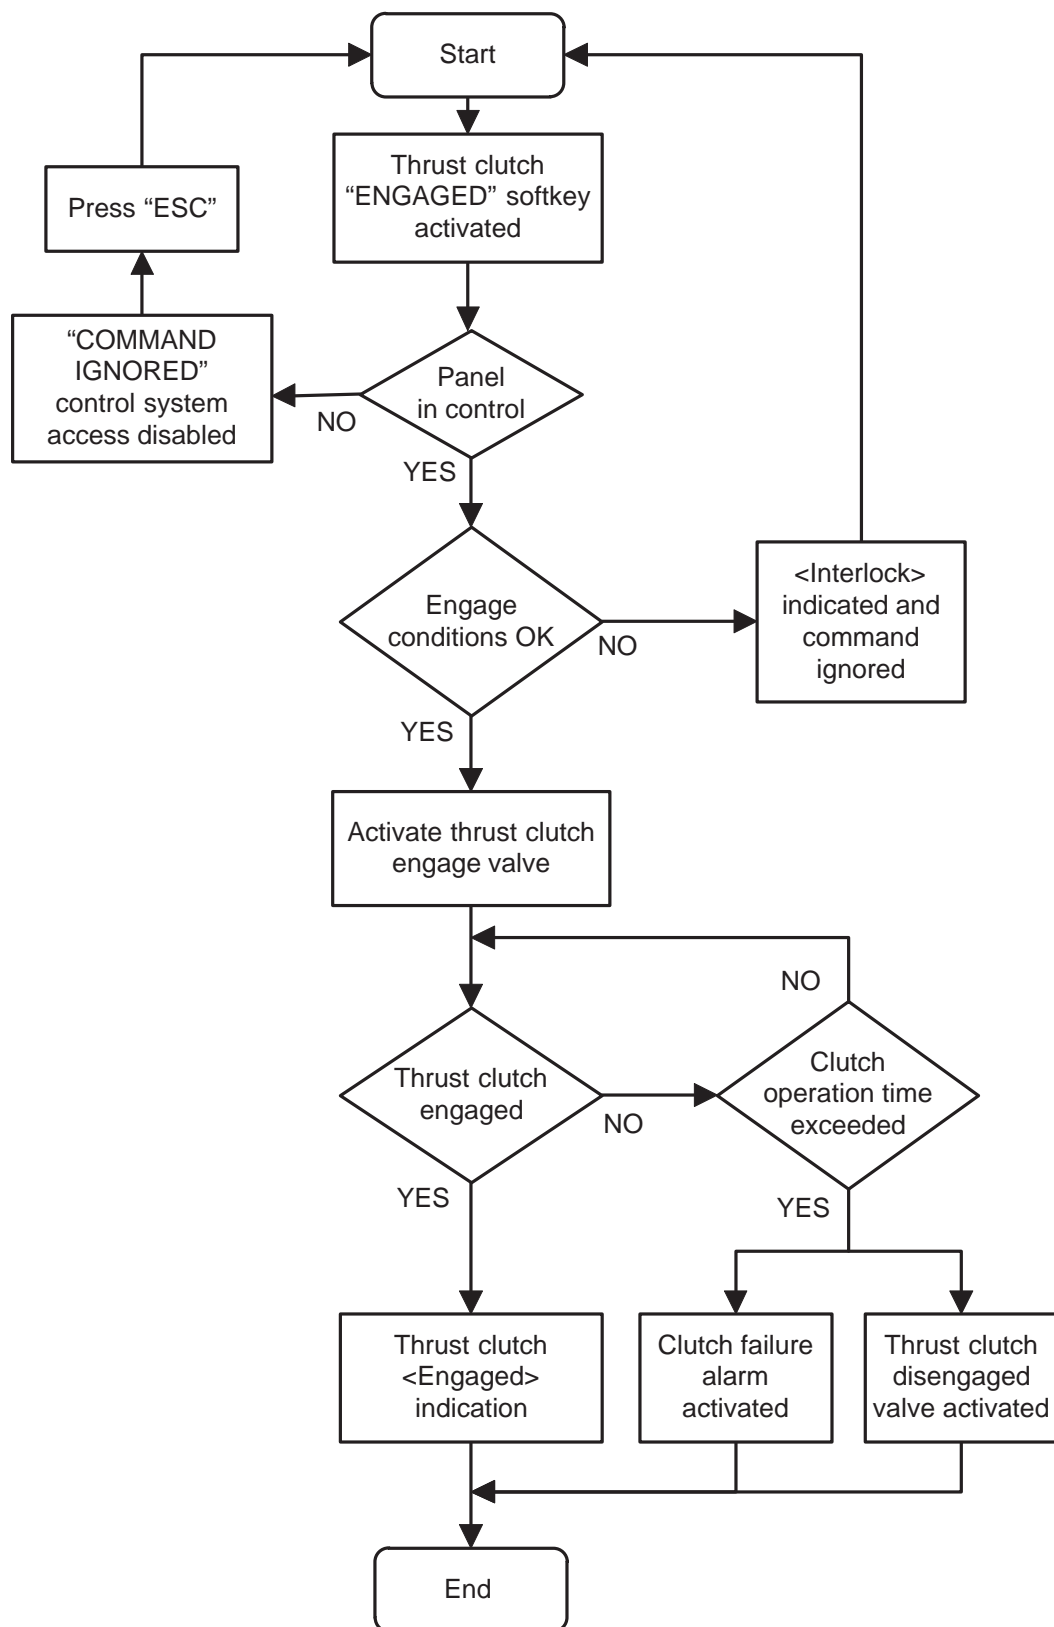 Start
Thrust clutch
“ENGAGED” softkey
activated
Press “ESC”
“COMMAND
IGNORED”
control system
access disabled
Panel
in control
NO
YES
Engage
conditions OK
NO
<Interlock>
indicated and
command
ignored
YES
Activate thrust clutch
engage valve
NO
Thrust clutch
engaged
NO
Clutch
operation time
exceeded
YES
YES
Thrust clutch
<Engaged>
indication
Clutch failure
alarm
activated
Thrust clutch
disengaged
valve activated
End